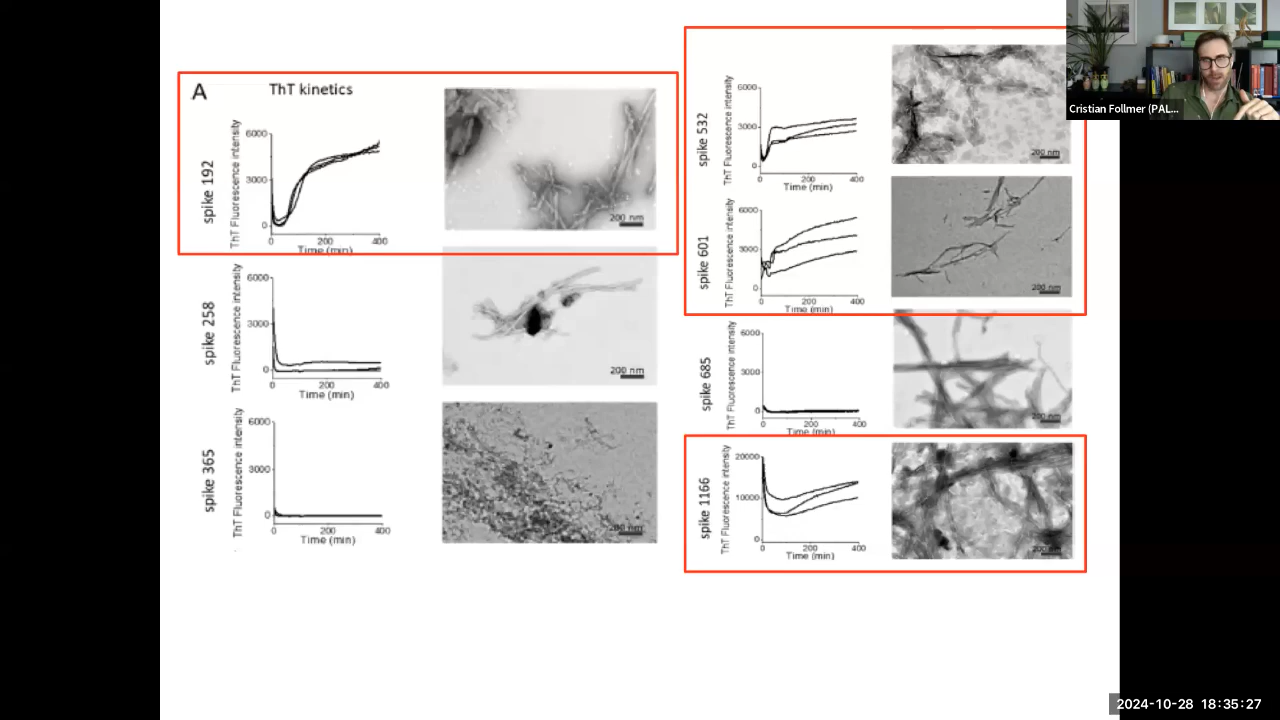 A
ThT kinetics
spike 192
ThT Fluorescence intensity
6000
3000
0
0
200
400
Time (min)
200 nm
spike 258
ThT Fluorescence intensity
6000
3000
0
0
200
400
Time (min)
200 nm
spike 365
ThT Fluorescence intensity
6000
3000
0
0
200
400
Time (min)
200 nm
spike 532
ThT Fluorescence intensity
6000
3000
0
0
200
400
Time (min)
200 nm
spike 601
ThT Fluorescence intensity
6000
3000
0
0
200
400
Time (min)
200 nm
spike 685
ThT Fluorescence intensity
6000
3000
0
0
200
400
Time (min)
200 nm
spike 1166
ThT Fluorescence intensity
20000
10000
0
0
200
400
Time (min)
200 nm
Cristian Follmer (PAL...
2024-10-28 18:35:27